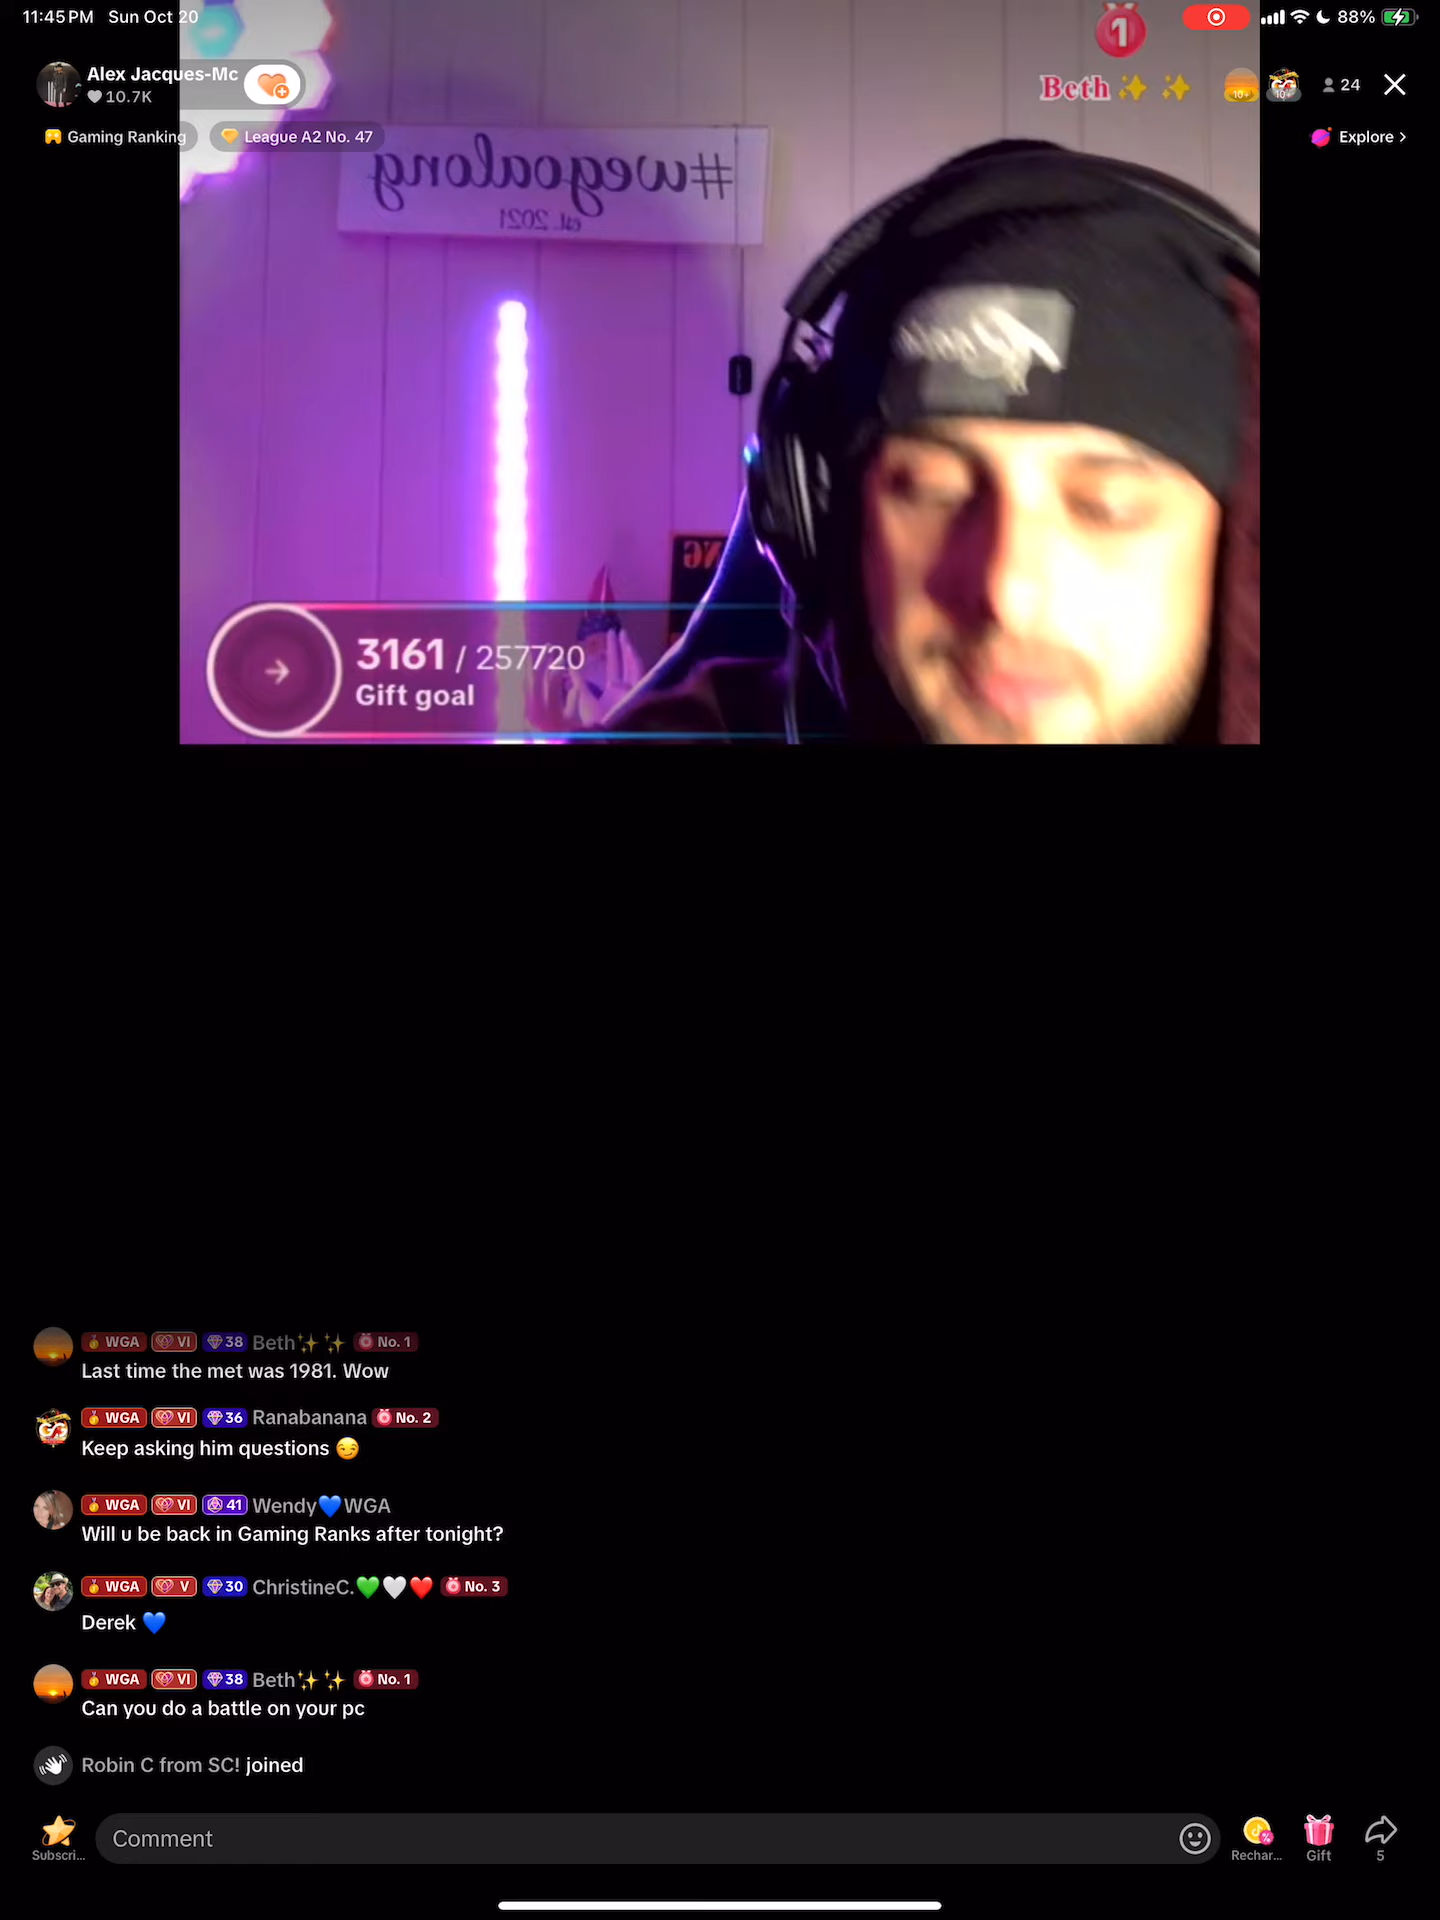 11:45 PM Sun Oct 20
88%
1
Alex Jacques-Mc
10.7K
Beth✨ ✨
10+
10+
24
Gaming Ranking
League A2 No. 47
Explore >
#wegoalong
est. 2021
3161 / 257720
Gift goal
WGA VI 38 Beth✨ ✨ No. 1
Last time the met was 1981. Wow
WGA VI 36 Ranabanana No. 2
Keep asking him questions 😏
WGA VI 41 Wendy💙WGA
Will u be back in Gaming Ranks after tonight?
WGA V 30 ChristineC.💚🤍❤️ No. 3
Derek 💙
WGA VI 38 Beth✨ ✨ No. 1
Can you do a battle on your pc
Robin C from SC! joined
Comment
Subscri...
Rechar...
Gift
5